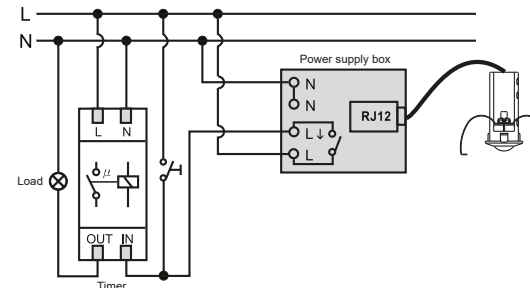 L
N
Power supply box
N
N
RJ12
L ↓
L
L N
μ
Load
OUT IN
Timer